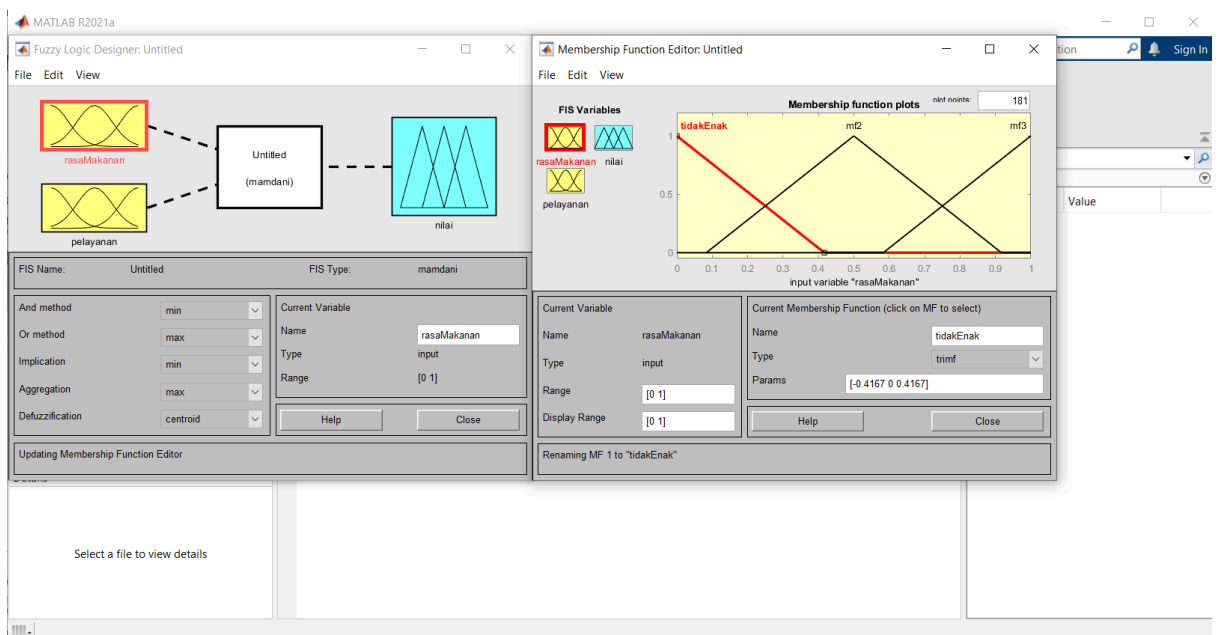 MATLAB R2021a
Sign In
Fuzzy Logic Designer: Untitled
File Edit View
rasaMakanan
pelayanan
Untitled
(mamdani)
nilai
FIS Name: Untitled FIS Type: mamdani
And method min
Or method max
Implication min
Aggregation max
Defuzzification centroid
Current Variable
Name rasaMakanan
Type input
Range [0 1]
Help Close
Updating Membership Function Editor
Membership Function Editor: Untitled
File Edit View
FIS Variables
rasaMakanan nilai
pelayanan
Membership function plots plot points: 181
tidakEnak mf2 mf3
1
0.5
0
0 0.1 0.2 0.3 0.4 0.5 0.6 0.7 0.8 0.9 1
input variable "rasaMakanan"
Current Variable
Name rasaMakanan
Type input
Range [0 1]
Display Range [0 1]
Current Membership Function (click on MF to select)
Name tidakEnak
Type trimf
Params [-0.4167 0 0.4167]
Help Close
Renaming MF 1 to "tidakEnak"
Value
Select a file to view details